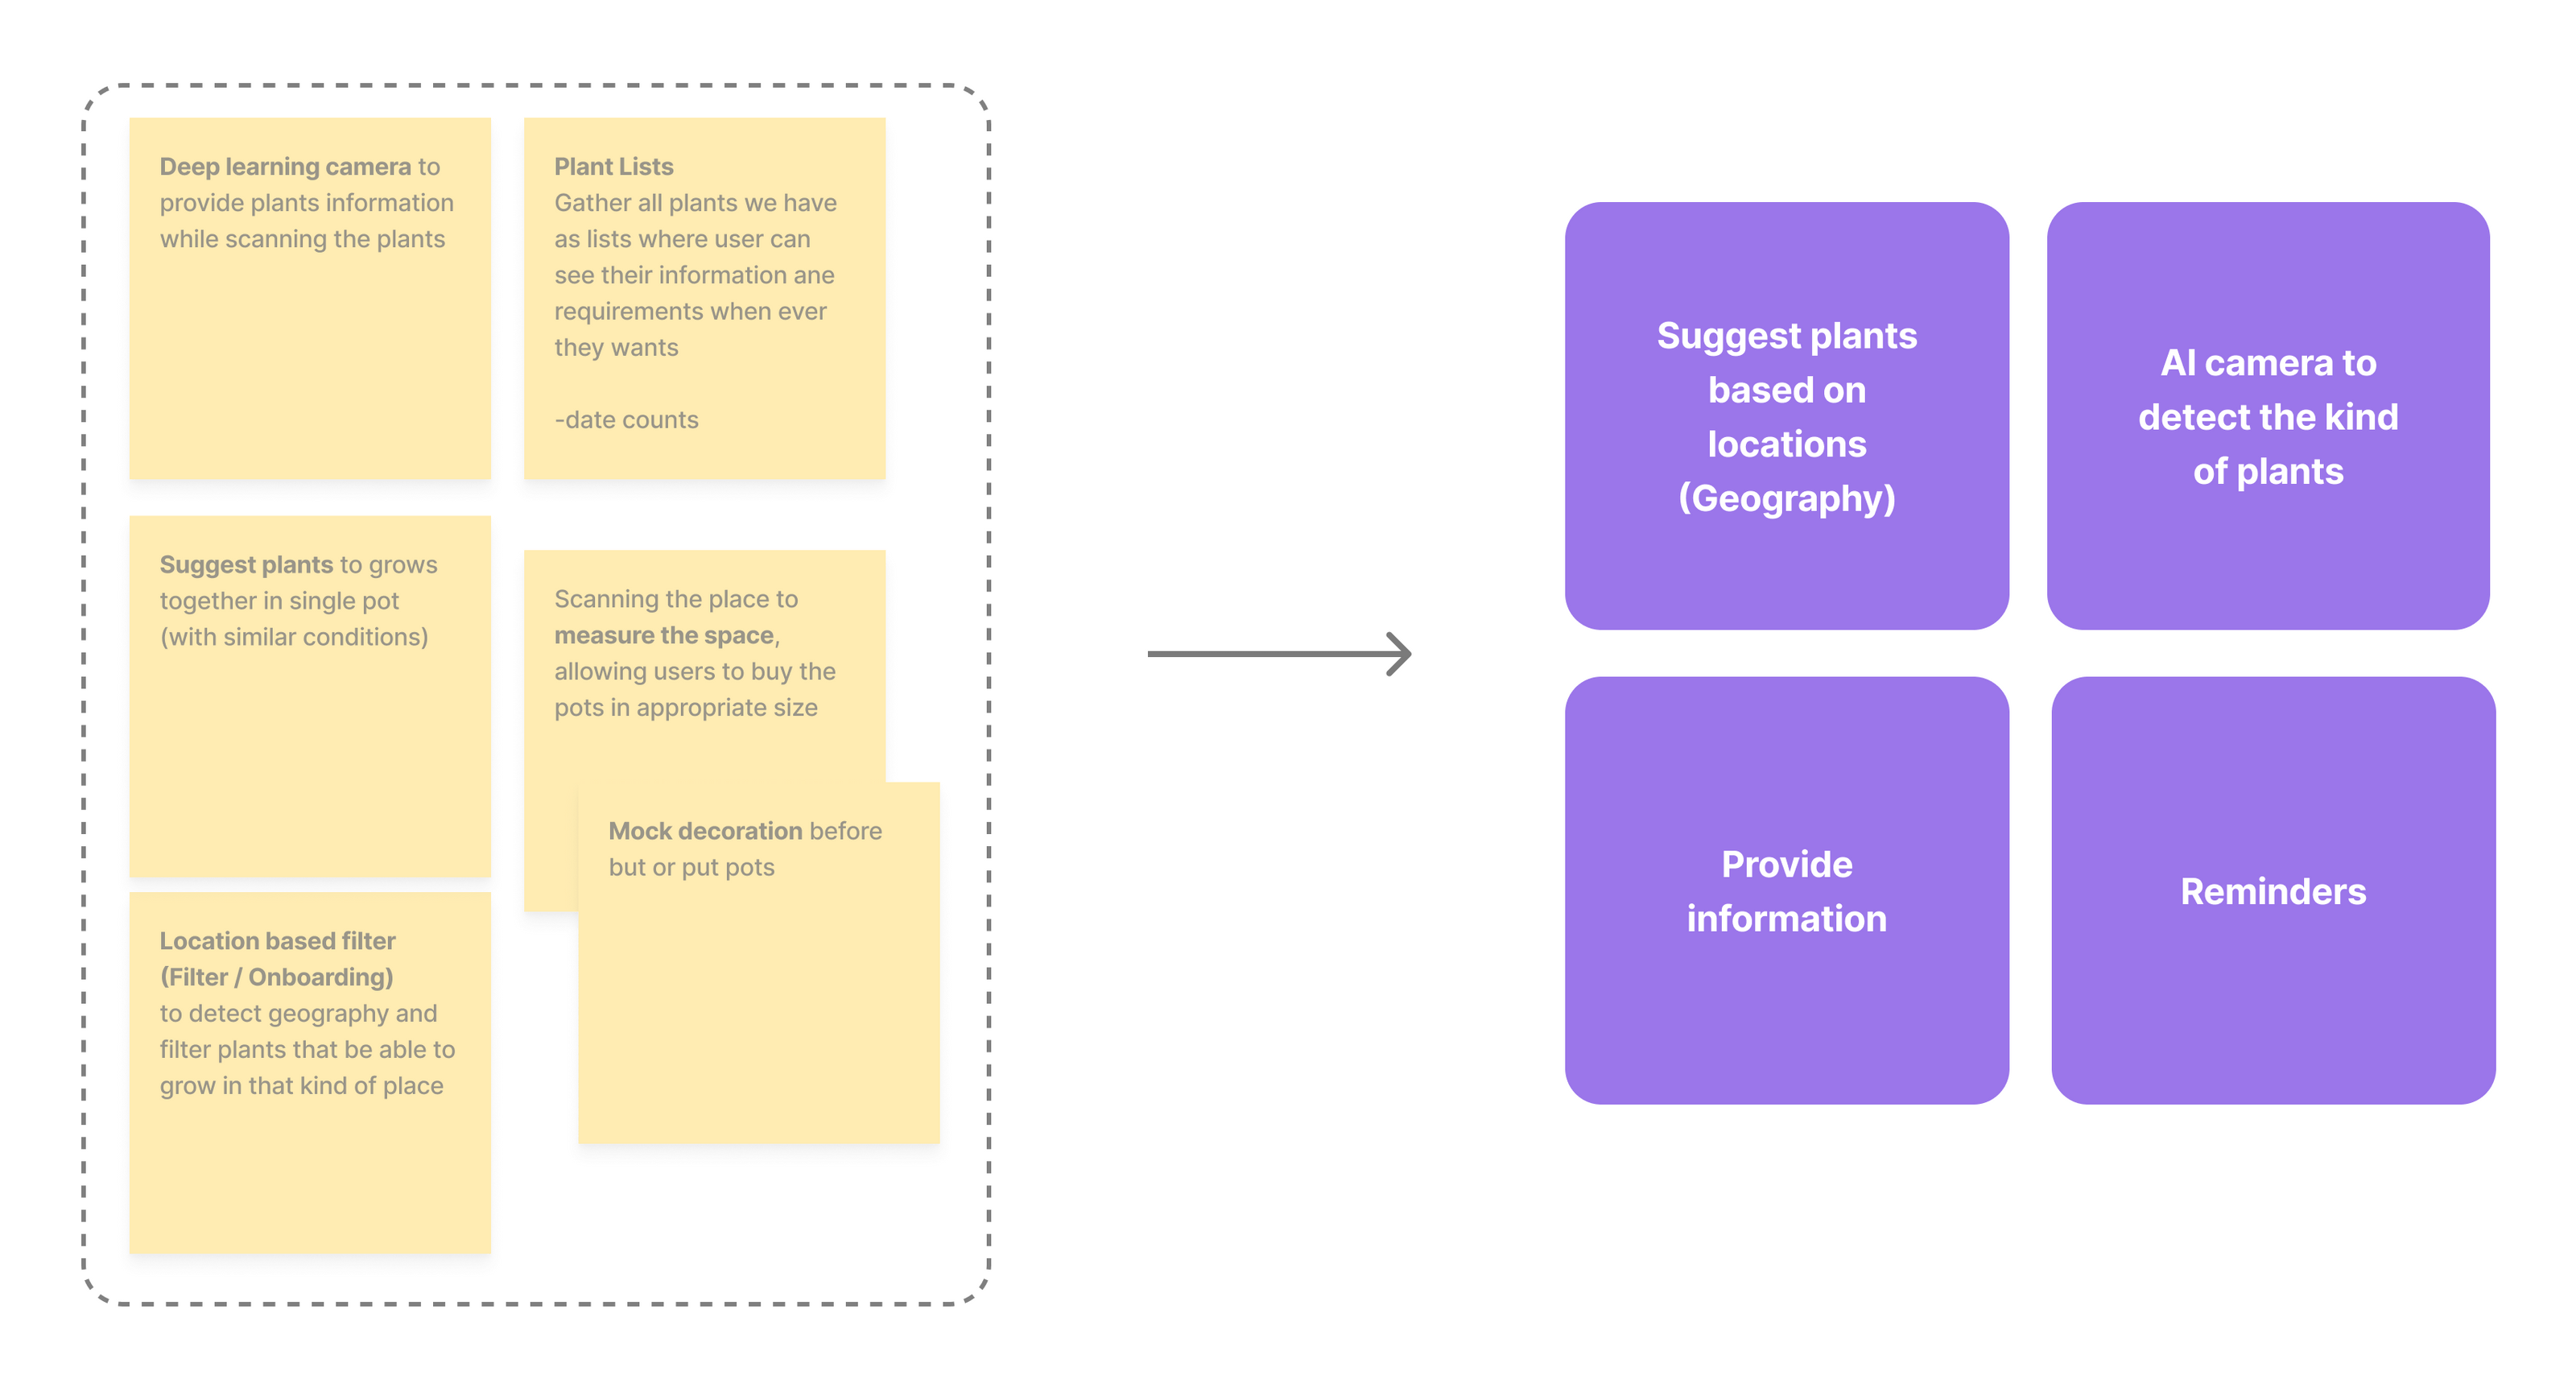 Deep learning camera to
provide plants information
while scanning the plants
Plant Lists
Gather all plants we have
as lists where user can
see their information ane
requirements when ever
they wants
-date counts
Suggest plants to grows
together in single pot
(with similar conditions)
Scanning the place to
measure the space,
allowing users to buy the
pots in appropriate size
Mock decoration before
but or put pots
Location based filter
(Filter / Onboarding)
to detect geography and
filter plants that be able to
grow in that kind of place
Suggest plants
based on
locations
(Geography)
AI camera to
detect the kind
of plants
Provide
information
Reminders